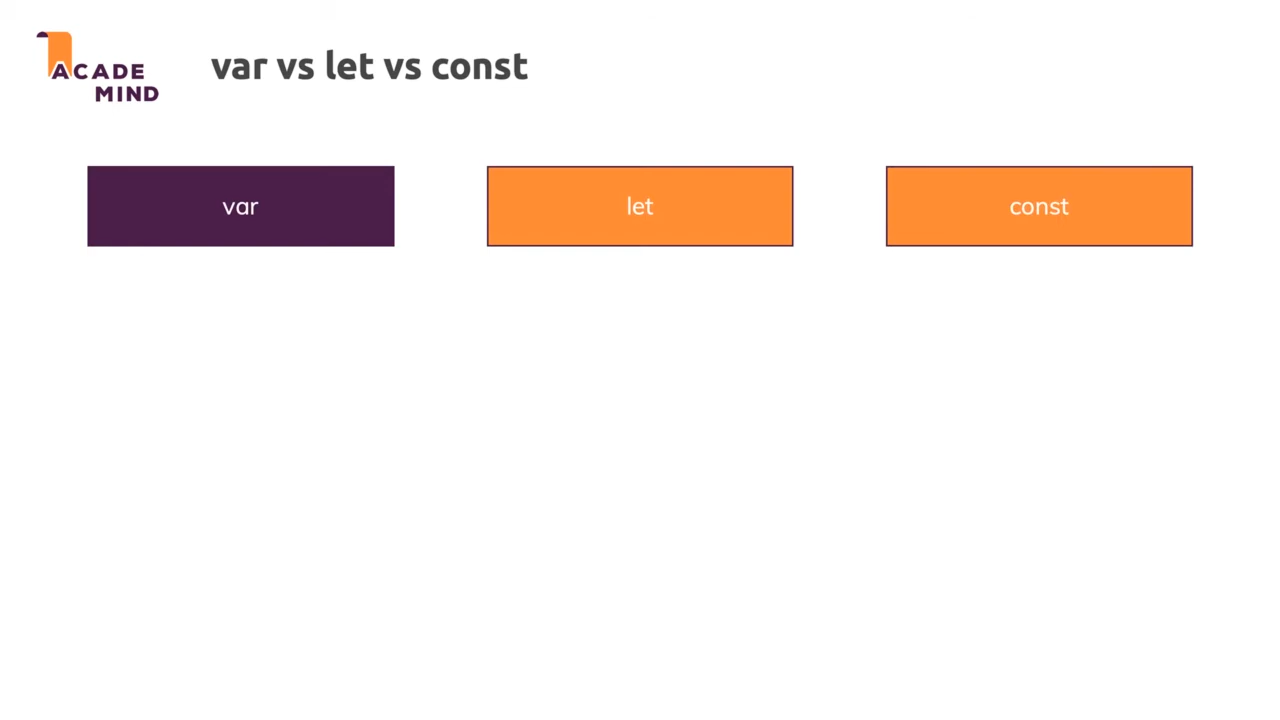 ACADE
MIND
var vs let vs const
var
let
const